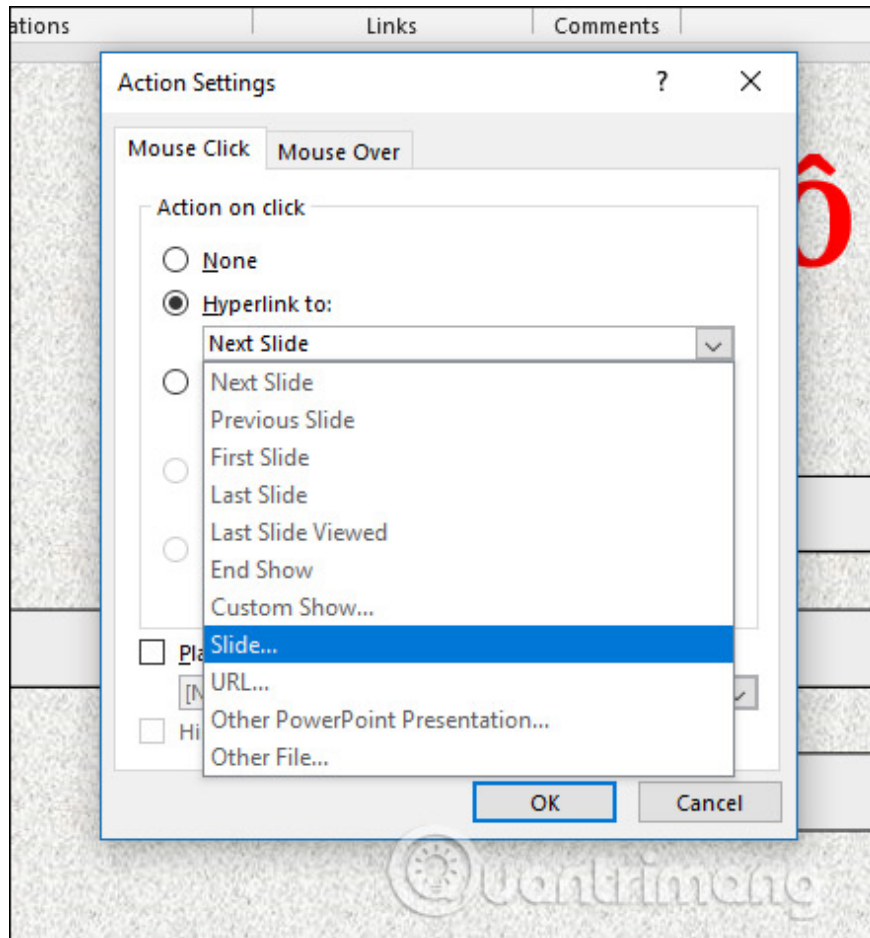 ations Links Comments
Action Settings ?
Mouse Click Mouse Over
Action on click
None
Hyperlink to:
Next Slide
Next Slide
Previous Slide
First Slide
Last Slide
Last Slide Viewed
End Show
Custom Show...
Slide...
Pla
URL...
[N
Other PowerPoint Presentation...
Hi
Other File...
OK Cancel
Ô
Quantrimang